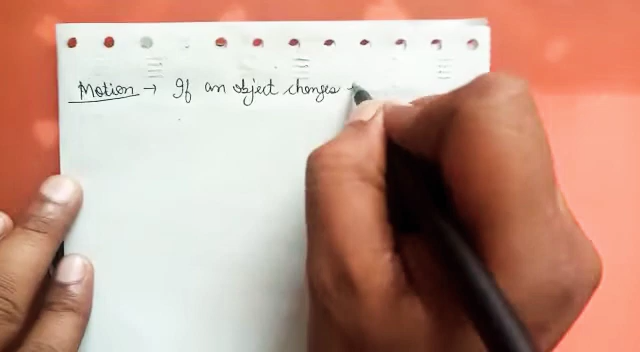 Motion → If an object changes